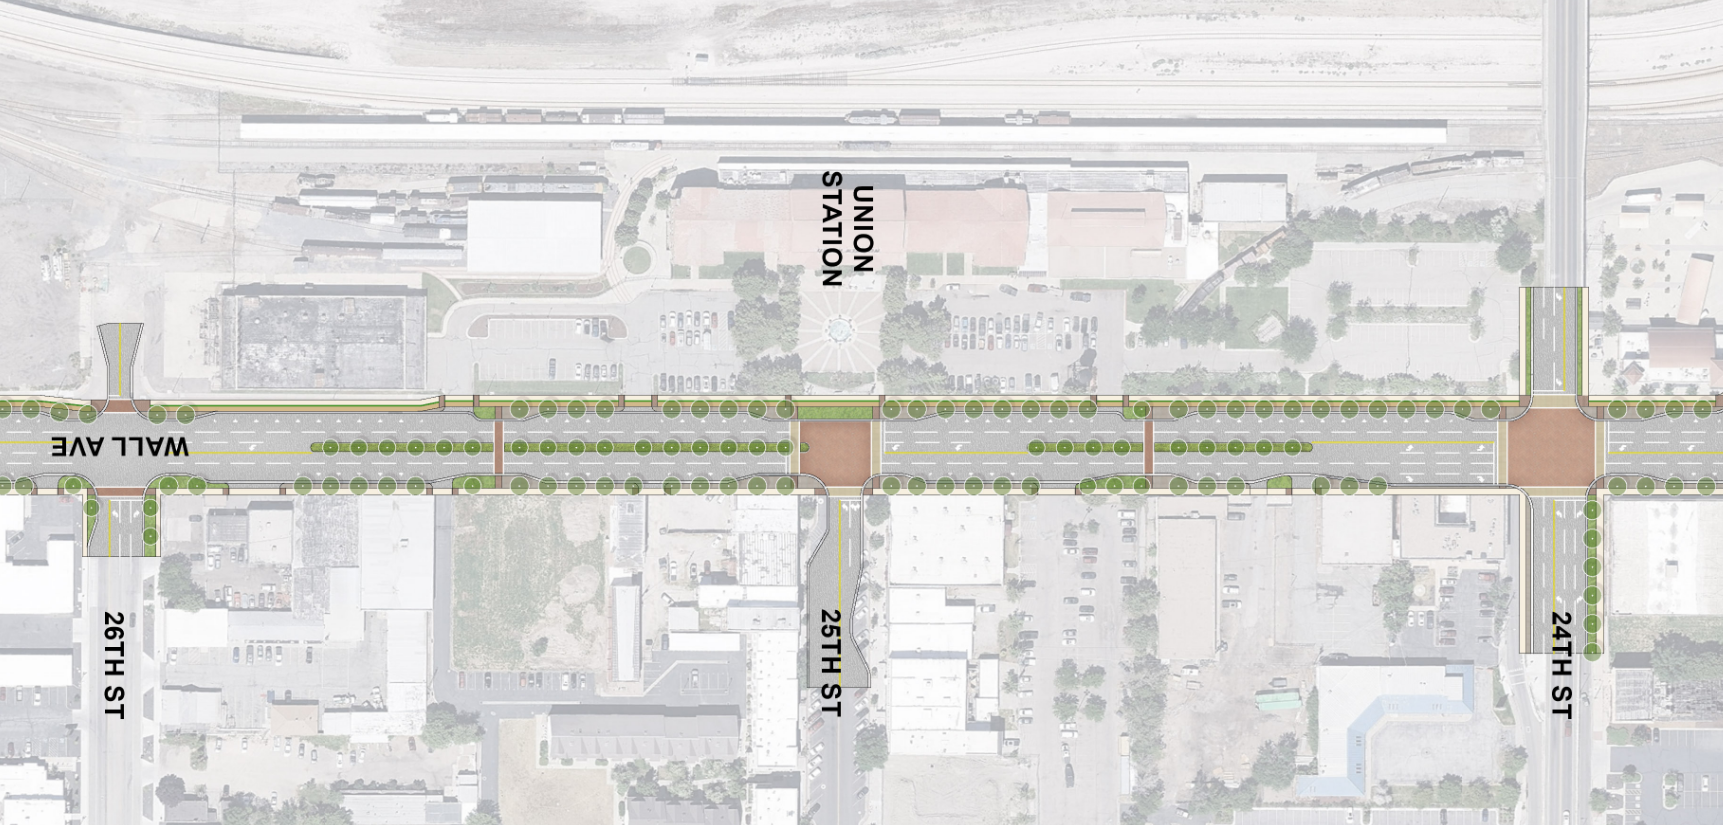 UNION
STATION
WALL AVE
26TH ST
25TH ST
24TH ST